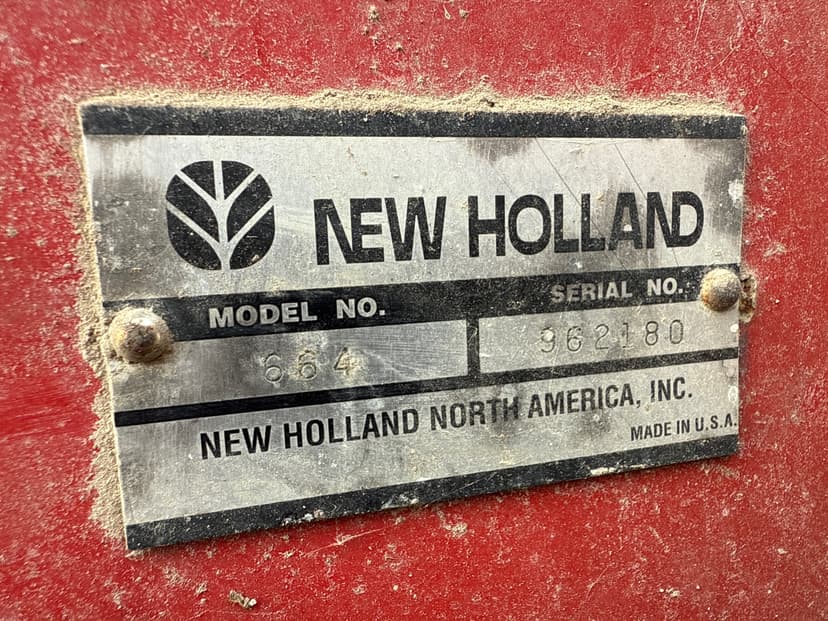 NEW HOLLAND
MODEL NO. SERIAL NO.
664 962180
NEW HOLLAND NORTH AMERICA, INC.
MADE IN U.S.A.